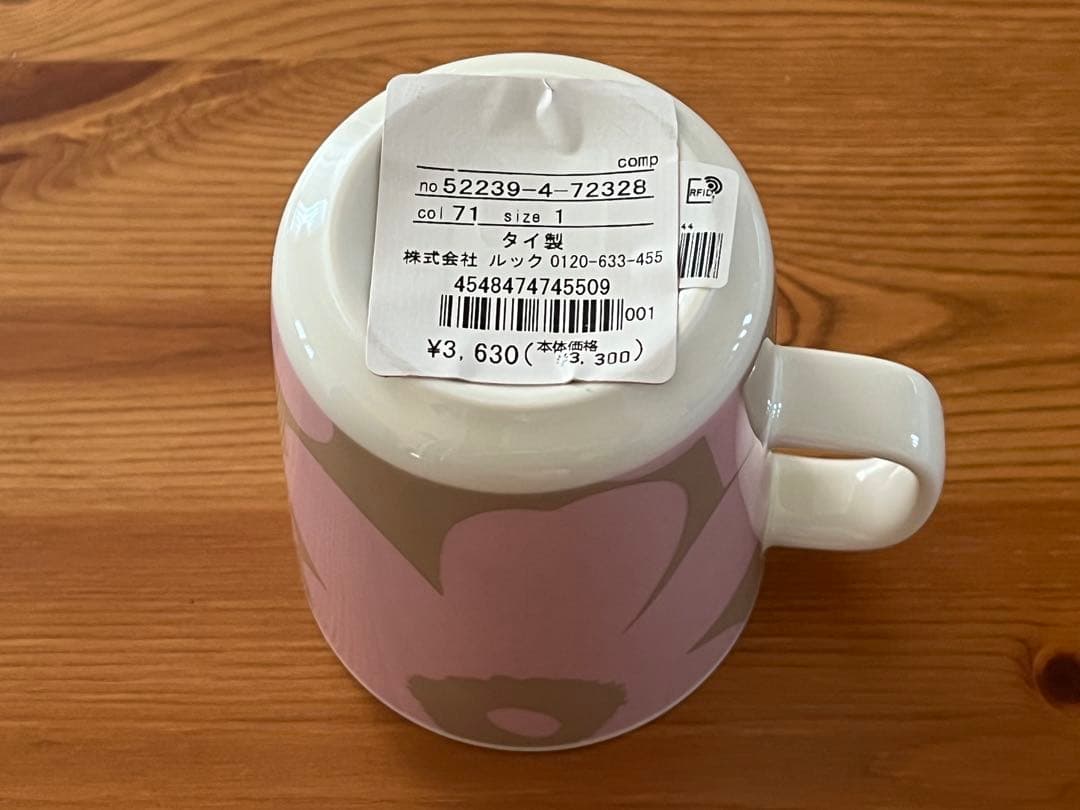 comp
no 52239-4-72328
col 71 size 1
タイ製
株式会社 ルック 0120-633-455
4548474745509
001
¥3,630(本体価格 ¥3,300)
RFID
44